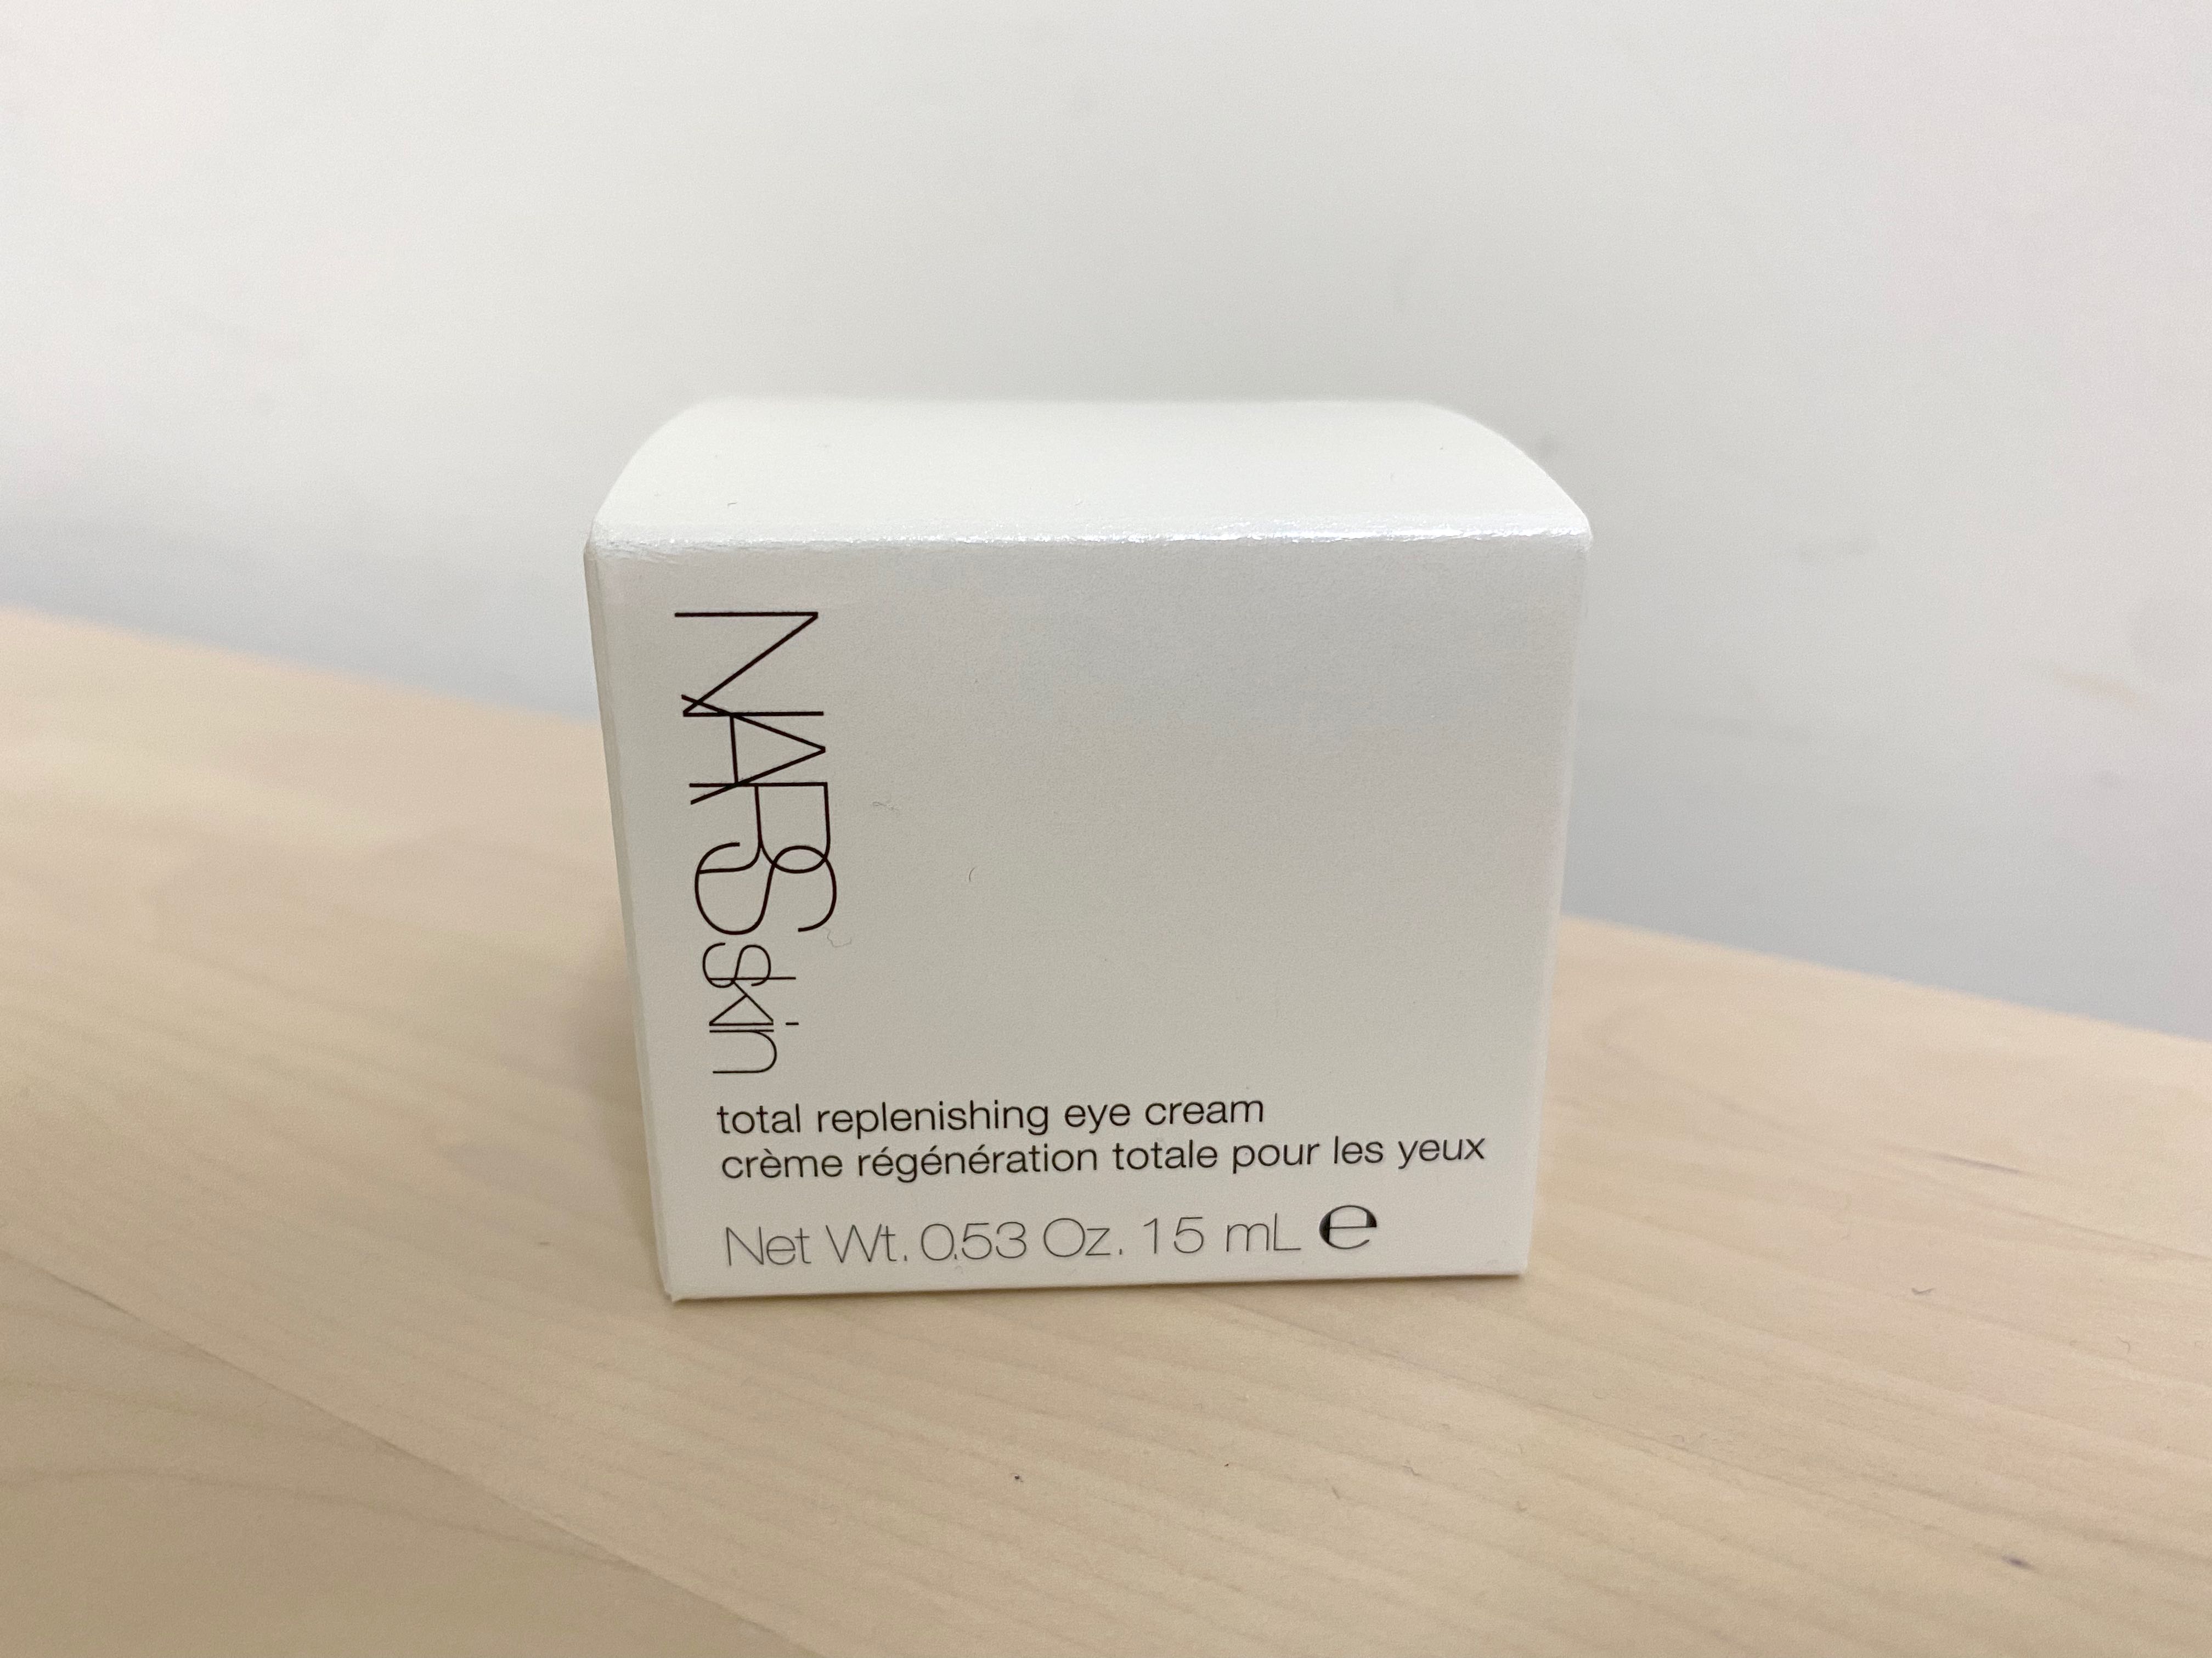 NARSskin
total replenishing eye cream
crème régénération totale pour les yeux
Net Wt. 0.53 Oz. 15 mL ℮